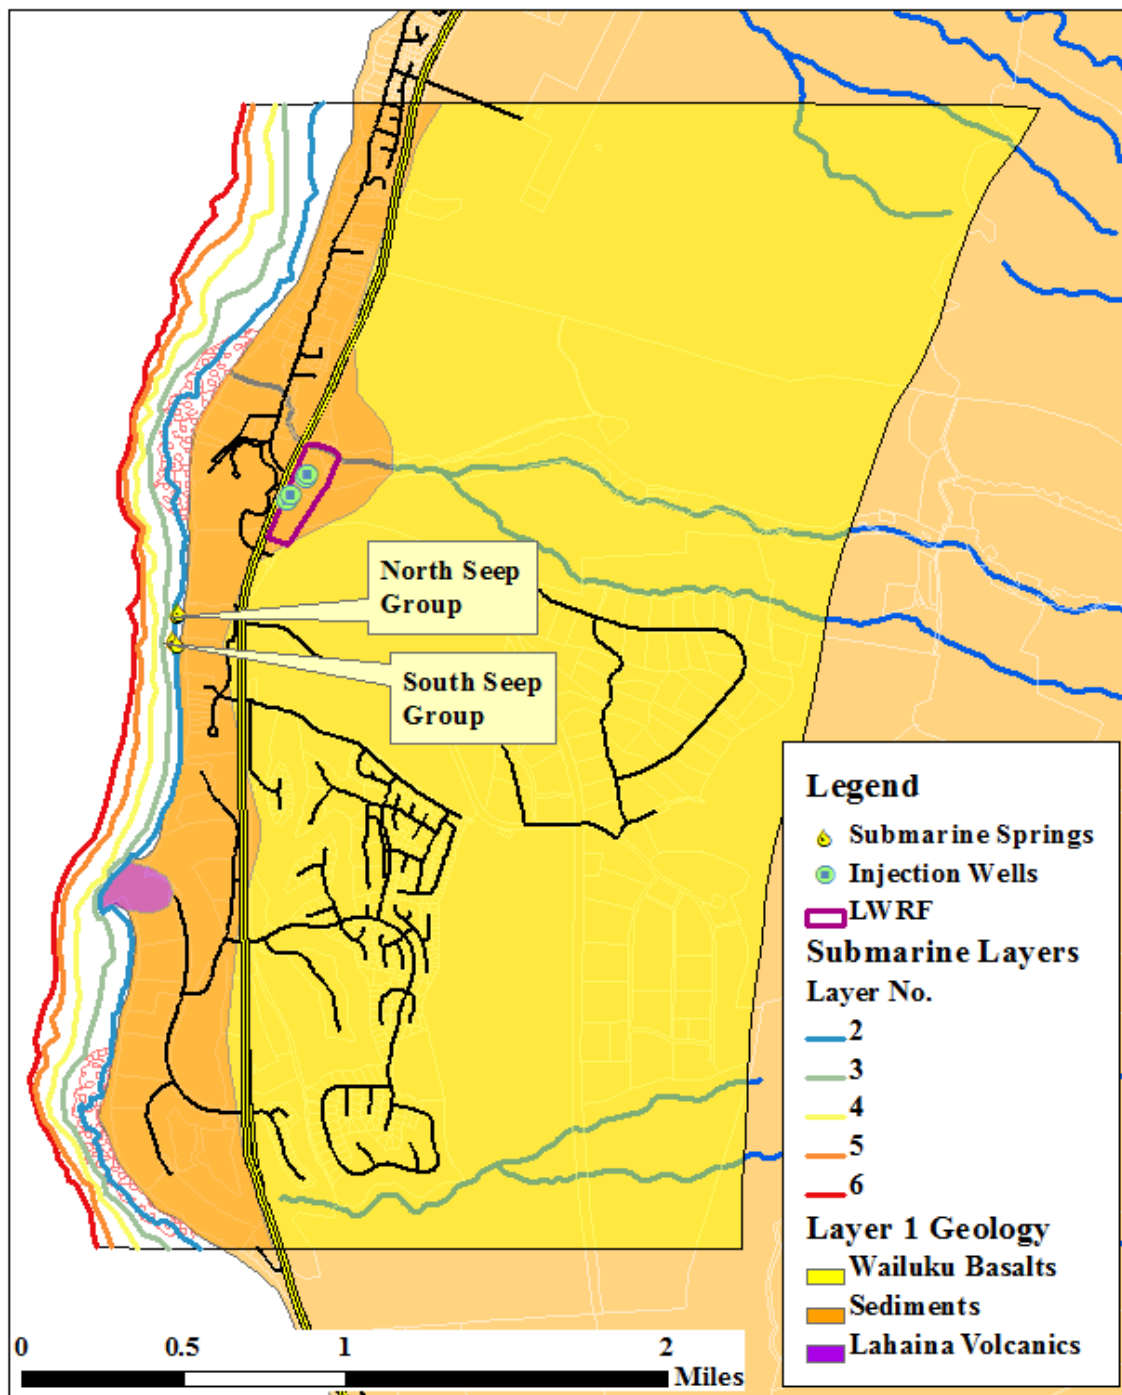 North Seep
Group
South Seep
Group
Legend
Submarine Springs
Injection Wells
LWRF
Submarine Layers
Layer No.
2
3
4
5
6
Layer 1 Geology
Wailuku Basalts
Sediments
Lahaina Volcanics
0 0.5 1 2
Miles